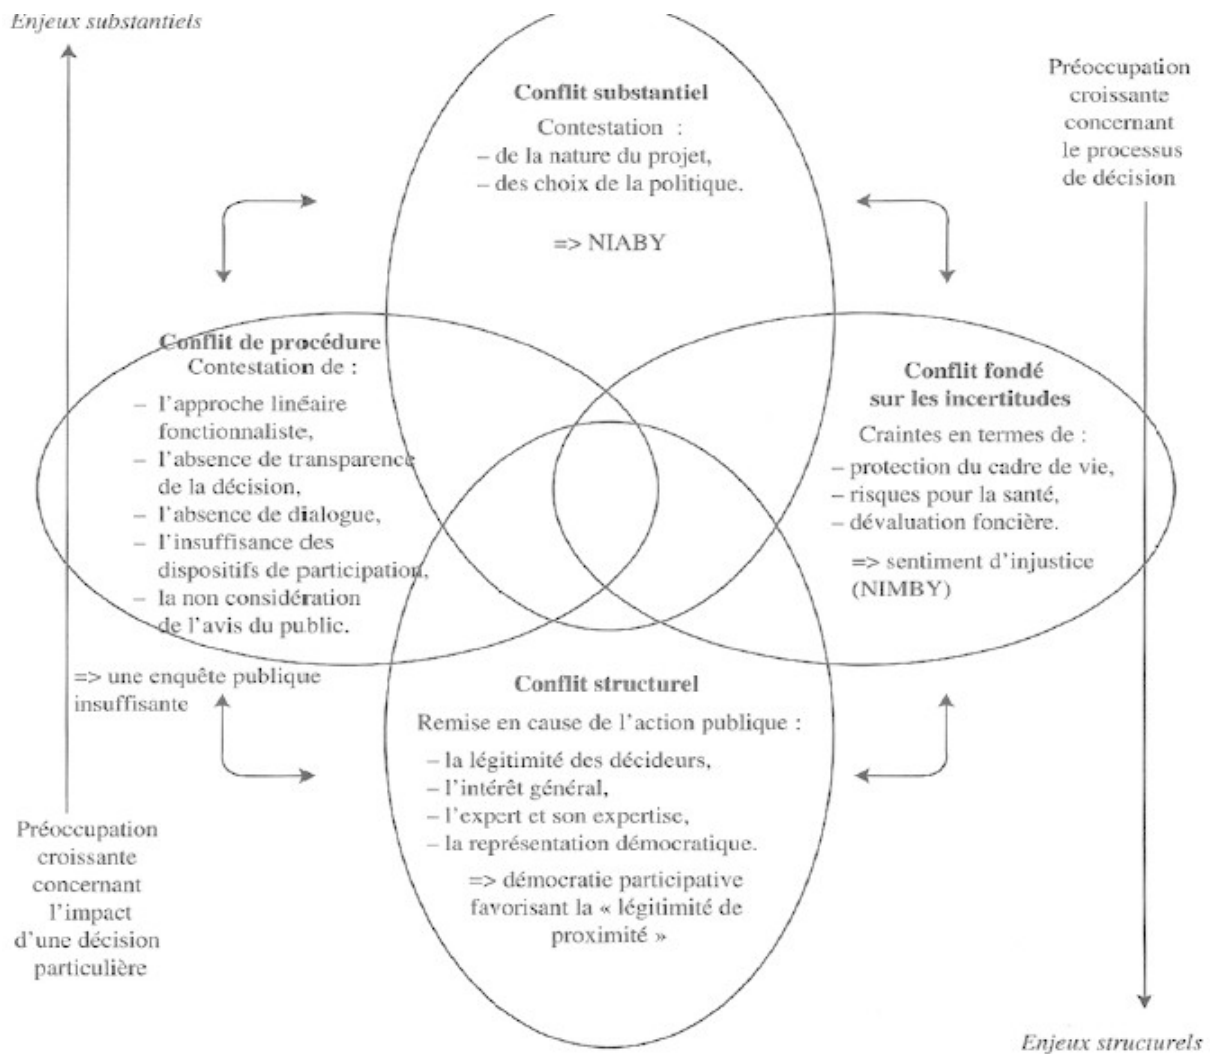 Enjeux substantiels
Préoccupation
croissante
concernant
le processus
de décision
Conflit substantiel
Contestation :
– de la nature du projet,
– des choix de la politique.
=> NIABY
Conflit de procédure
Contestation de :
– l'approche linéaire
fonctionnaliste,
– l'absence de transparence
de la décision,
– l'absence de dialogue,
– l'insuffisance des
dispositifs de participation,
– la non considération
de l'avis du public.
=> une enquête publique
insuffisante
Conflit fondé
sur les incertitudes
Craintes en termes de :
– protection du cadre de vie,
– risques pour la santé,
– dévaluation foncière.
=> sentiment d'injustice
(NIMBY)
Conflit structurel
Remise en cause de l'action publique :
– la légitimité des décideurs,
– l'intérêt général,
– l'expert et son expertise,
– la représentation démocratique.
=> démocratie participative
favorisant la « légitimité de
proximité »
Préoccupation
croissante
concernant
l'impact
d'une décision
particulière
Enjeux structurels